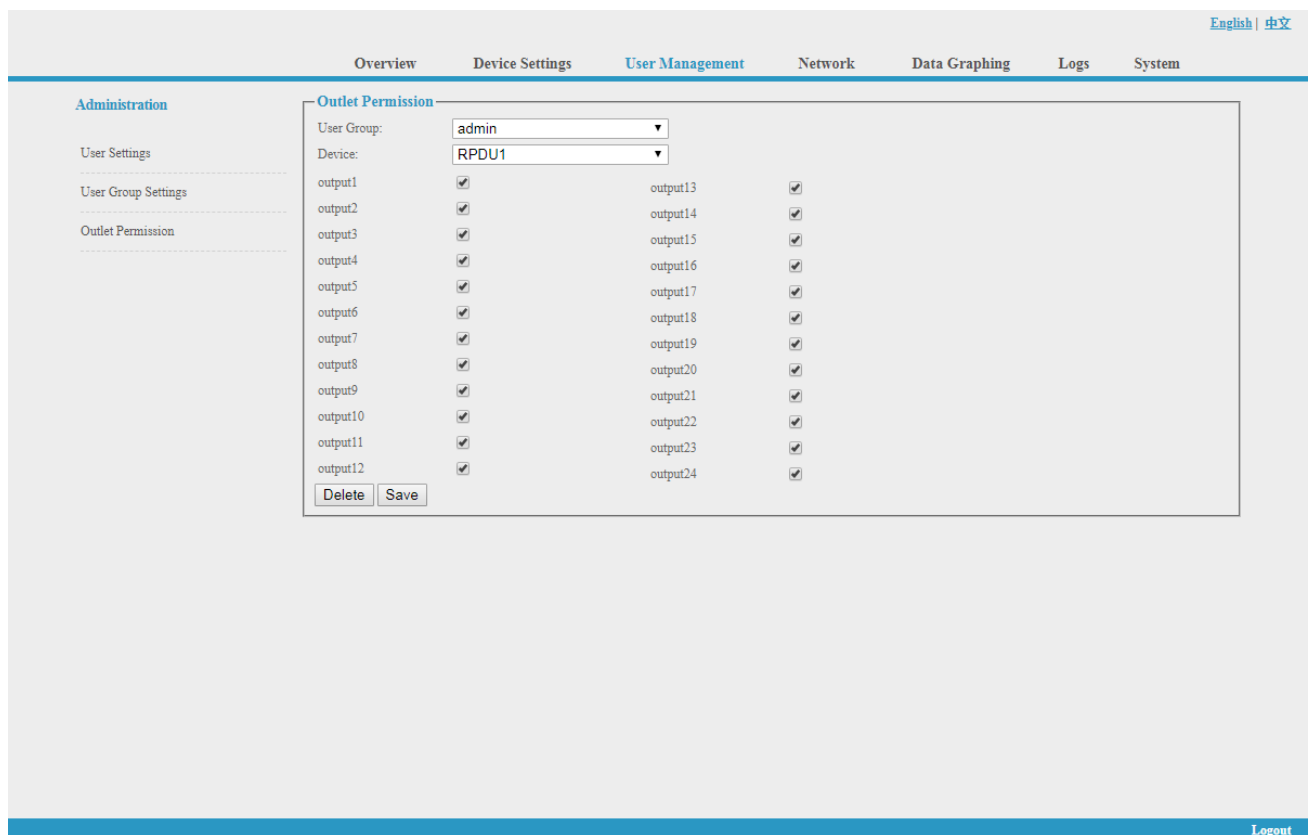 English | 中文
Overview Device Settings User Management Network Data Graphing Logs System
Administration
User Settings
User Group Settings
Outlet Permission
Outlet Permission
User Group: admin
Device: RPDU1
output1
output2
output3
output4
output5
output6
output7
output8
output9
output10
output11
output12
output13
output14
output15
output16
output17
output18
output19
output20
output21
output22
output23
output24
Delete Save
Logout